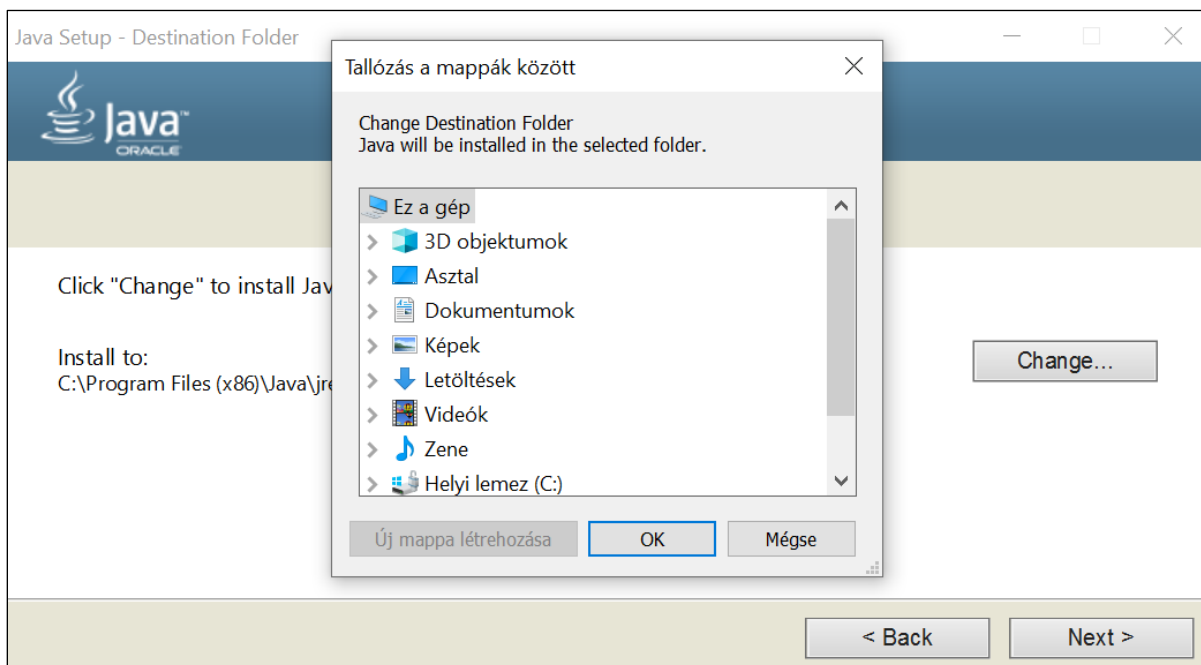 Java Setup - Destination Folder
Java™
ORACLE
Tallózás a mappák között
Change Destination Folder
Java will be installed in the selected folder.
Ez a gép
3D objektumok
Asztal
Dokumentumok
Képek
Letöltések
Videók
Zene
Helyi lemez (C:)
Új mappa létrehozása
OK
Mégse
Click "Change" to install Jav
Install to:
C:\Program Files (x86)\Java\jre
Change...
< Back
Next >